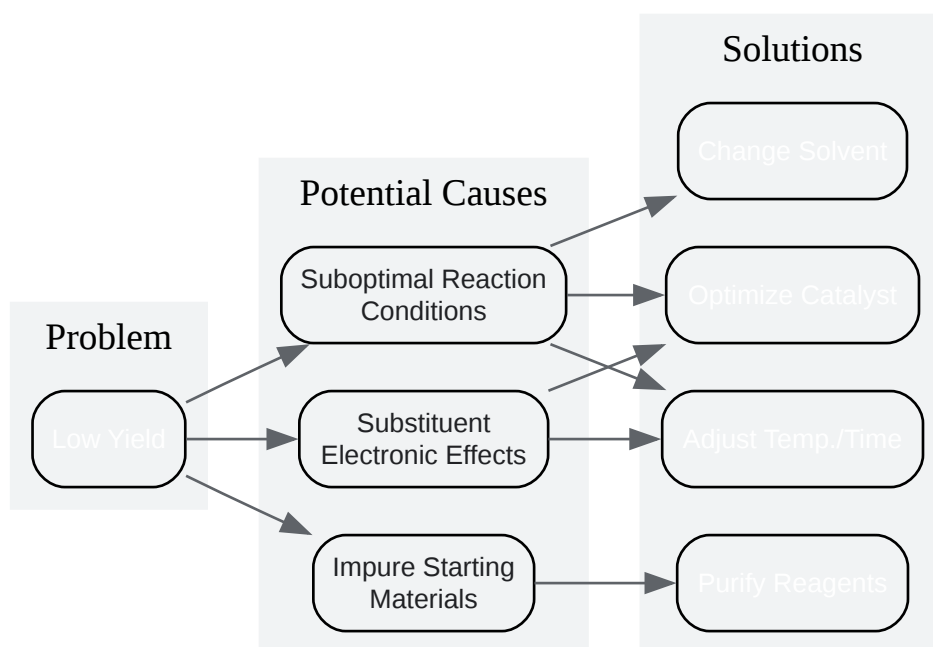 Problem
Low Yield
Potential Causes
Suboptimal Reaction
Conditions
Substituent
Electronic Effects
Impure Starting
Materials
Solutions
Change Solvent
Optimize Catalyst
Adjust Temp./Time
Purify Reagents